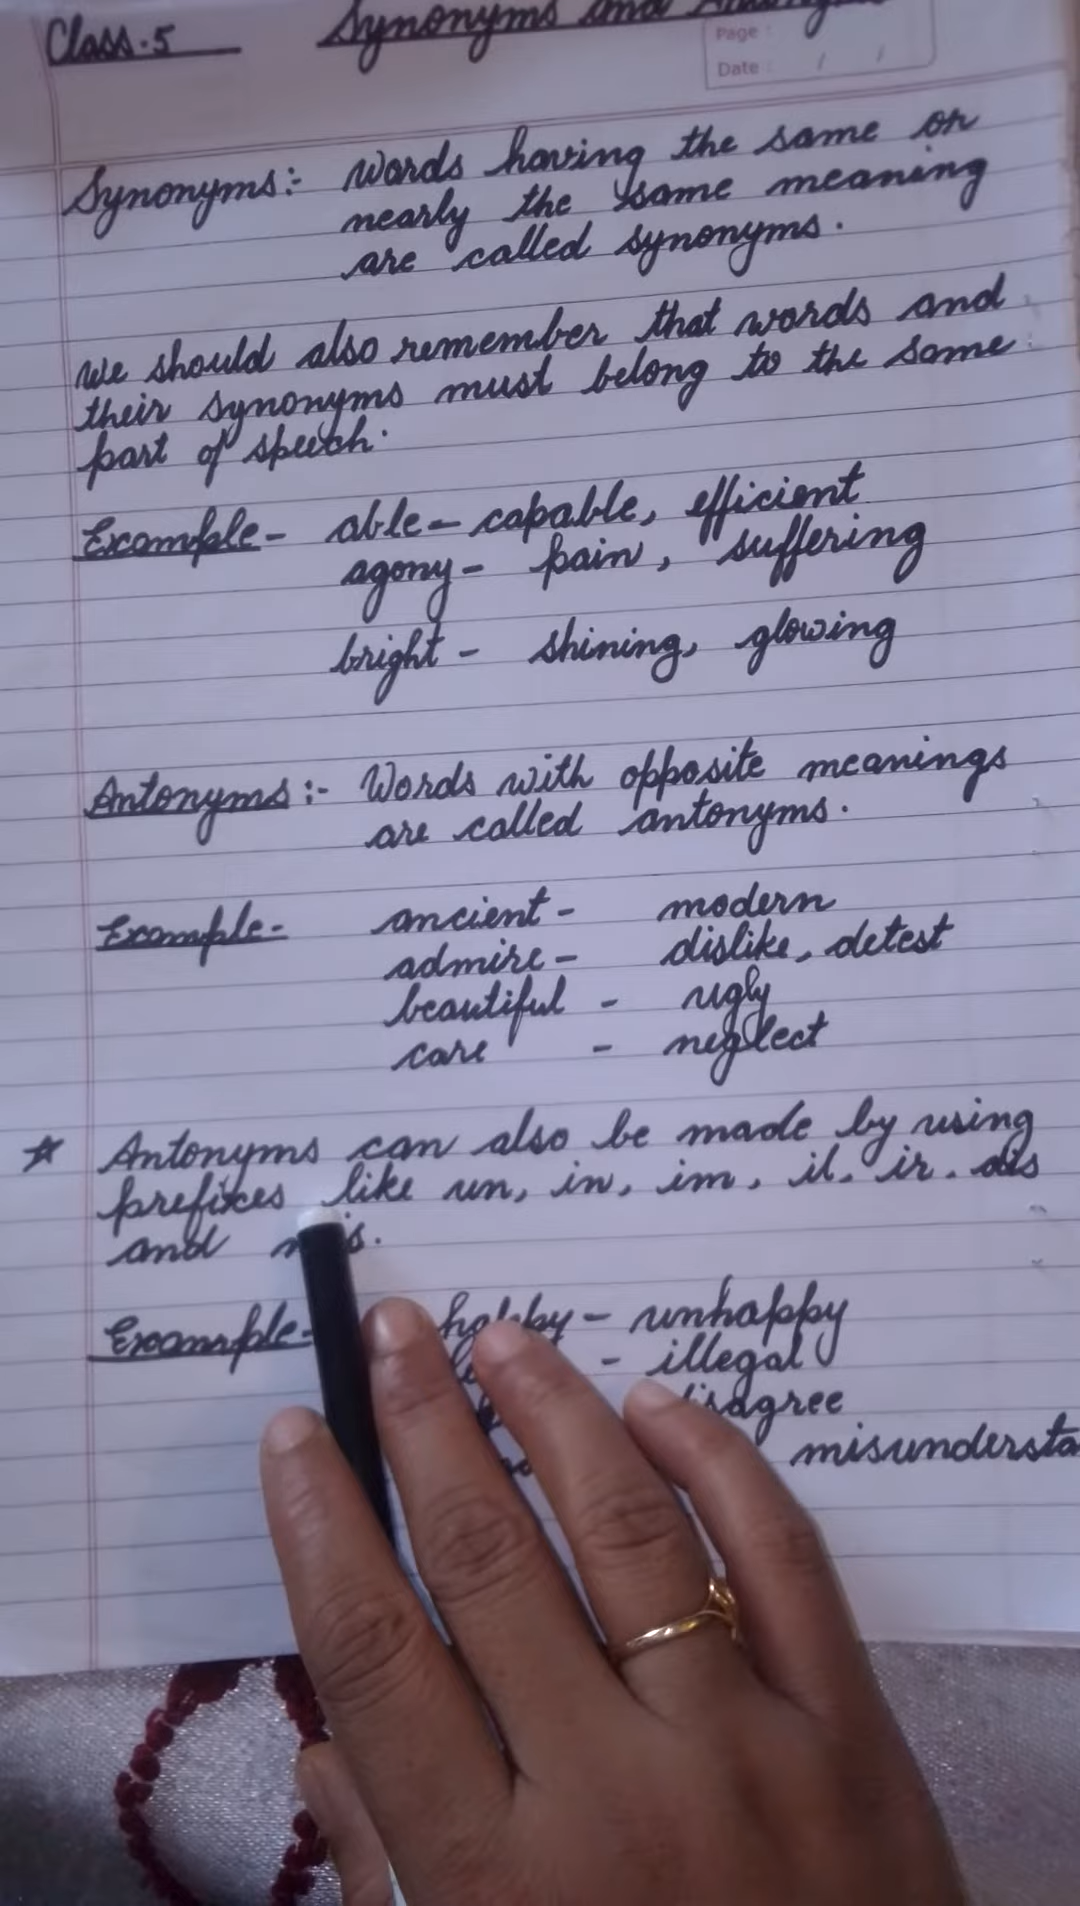 Class.5 Synonyms and
Page :
Date : / /
Synonyms:- words having the same or
nearly the same meaning
are called synonyms.
we should also remember that words and
their synonyms must belong to the same
part of speech.
Example- able- capable, efficient
agony- pain, suffering
bright - shining, glowing
Antonyms:- Words with opposite meanings
are called antonyms.
Example- ancient- modern
admire- dislike, detest
beautiful - ugly
care - neglect
★ Antonyms can also be made by using
prefixes like un, in, im, il, ir. dis
and
Example- happy- unhappy
- illegal
disagree
misundersta